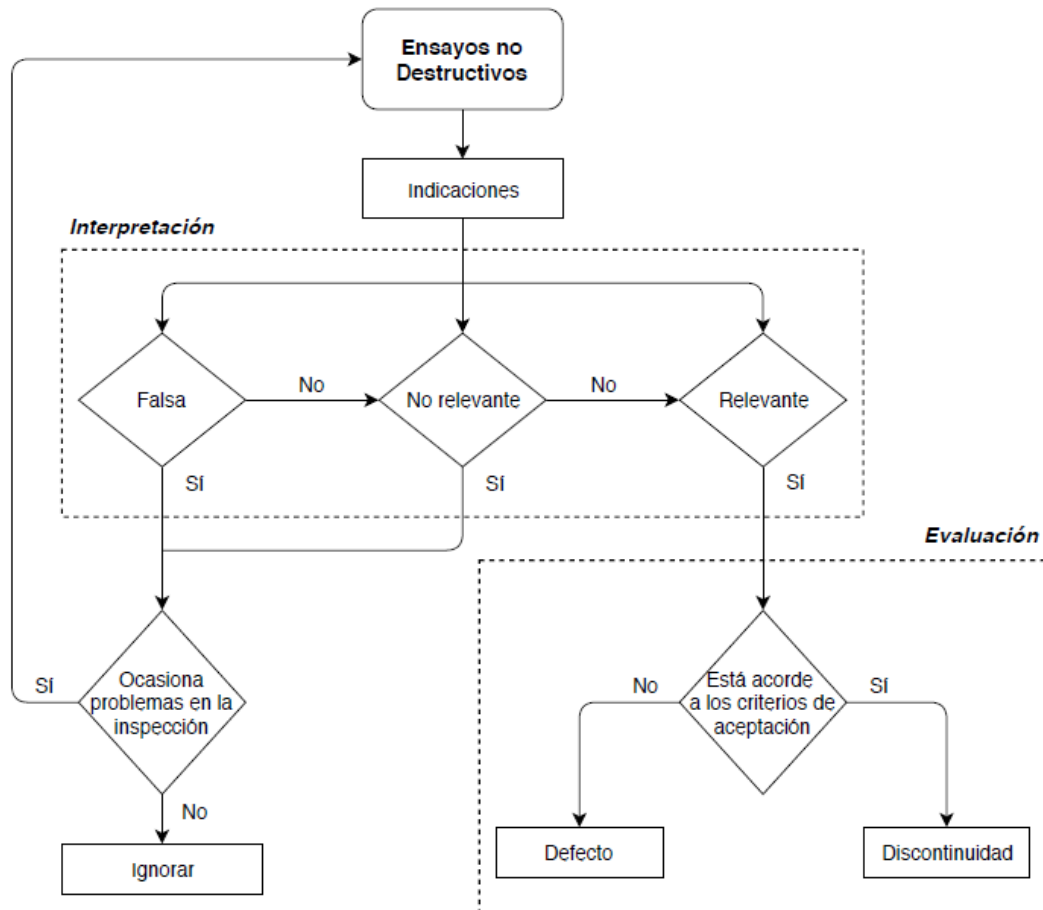 Ensayos no
Destructivos
Indicaciones
Interpretación
Falsa
No
No relevante
No
Relevante
Sí
Sí
Sí
Evaluación
Sí
Ocasiona
problemas en la
inspección
No
Está acorde
a los criterios de
aceptación
Sí
No
Ignorar
Defecto
Discontinuidad